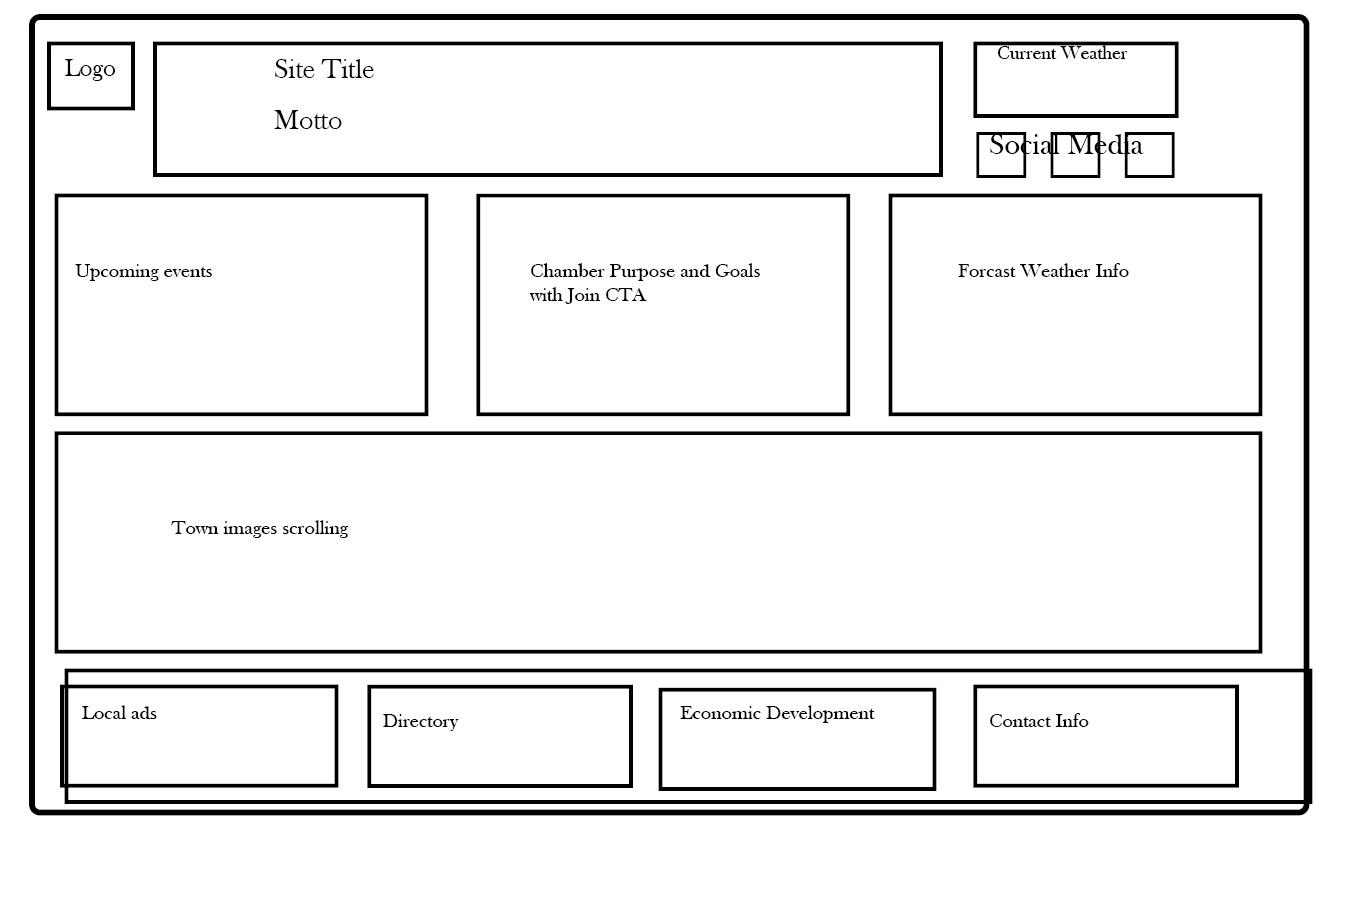 Logo
Site Title
Motto
Current Weather
Social Media
Upcoming events
Chamber Purpose and Goals
with Join CTA
Forcast Weather Info
Town images scrolling
Local ads
Directory
Economic Development
Contact Info